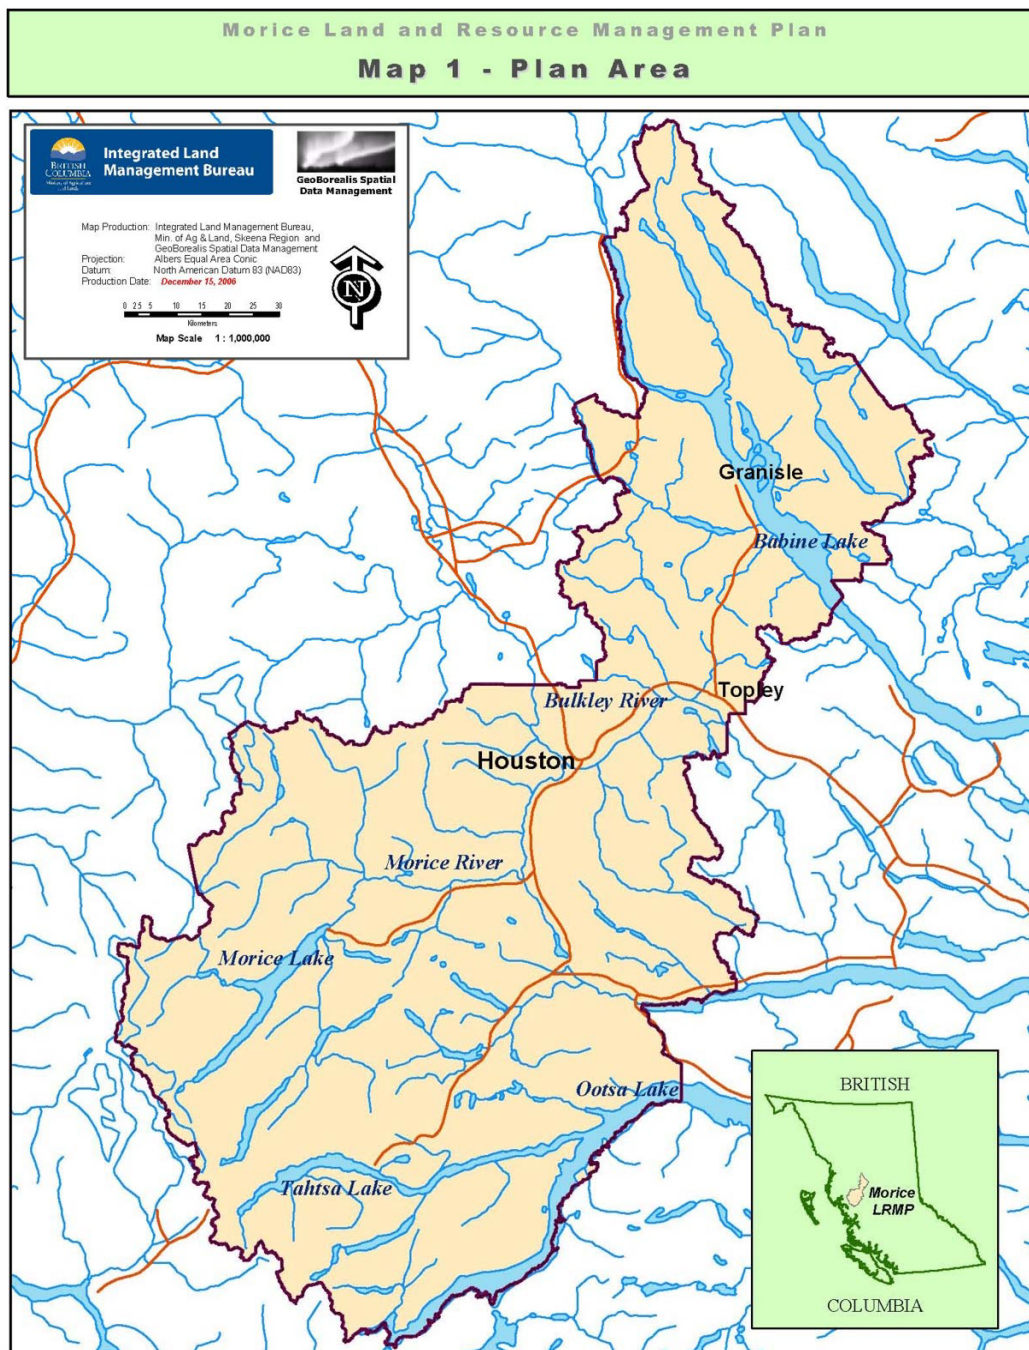 Morice Land and Resource Management Plan
Map 1 - Plan Area
BRITISH
COLUMBIA
Integrated Land
Management Bureau
GeoBorealis Spatial
Data Management
Map Production: Integrated Land Management Bureau,
Min. of Ag & Land, Skeena Region and
GeoBorealis Spatial Data Management
Projection: Albers Equal Area Conic
Datum: North American Datum 83 (NAD83)
Production Date: December 15, 2006
N
0 2.5 5 10 15 20 25 30
Kilometers
Map Scale 1 : 1,000,000
Granisle
Babine Lake
Topley
Bulkley River
Houston
Morice River
Morice Lake
Ootsa Lake
Tahtsa Lake
BRITISH
Morice
LRMP
COLUMBIA